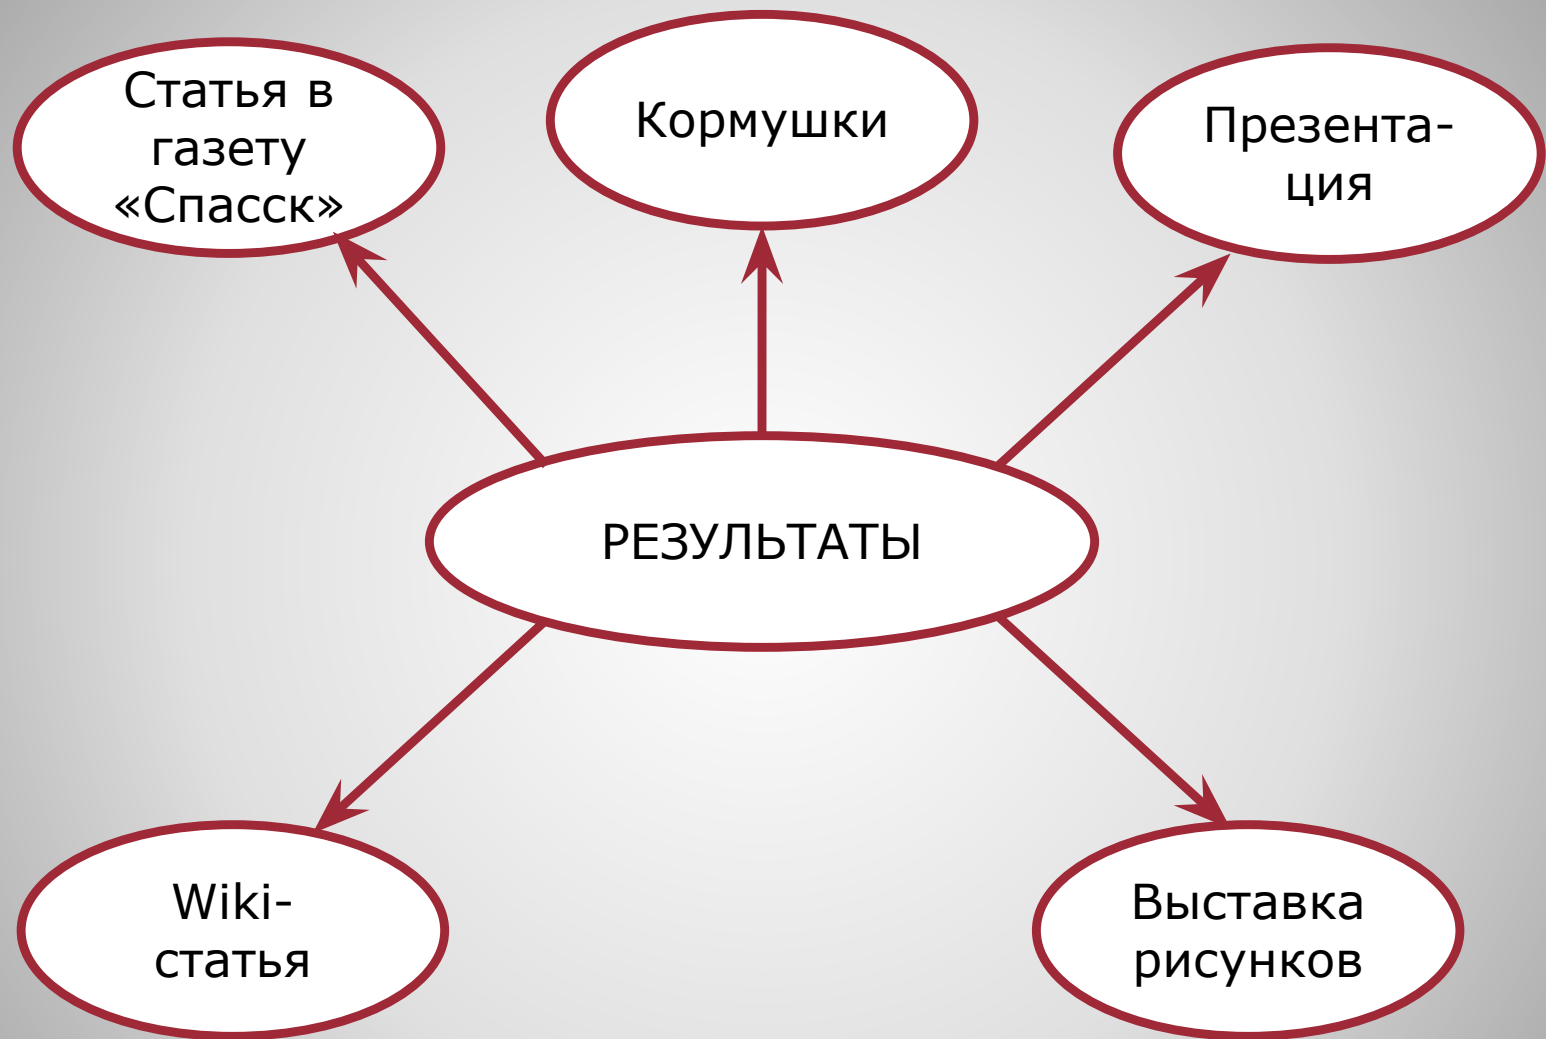 Статья в
газету
«Спасск»
Кормушки
Презента-
ция
РЕЗУЛЬТАТЫ
Wiki-
статья
Выставка
рисунков